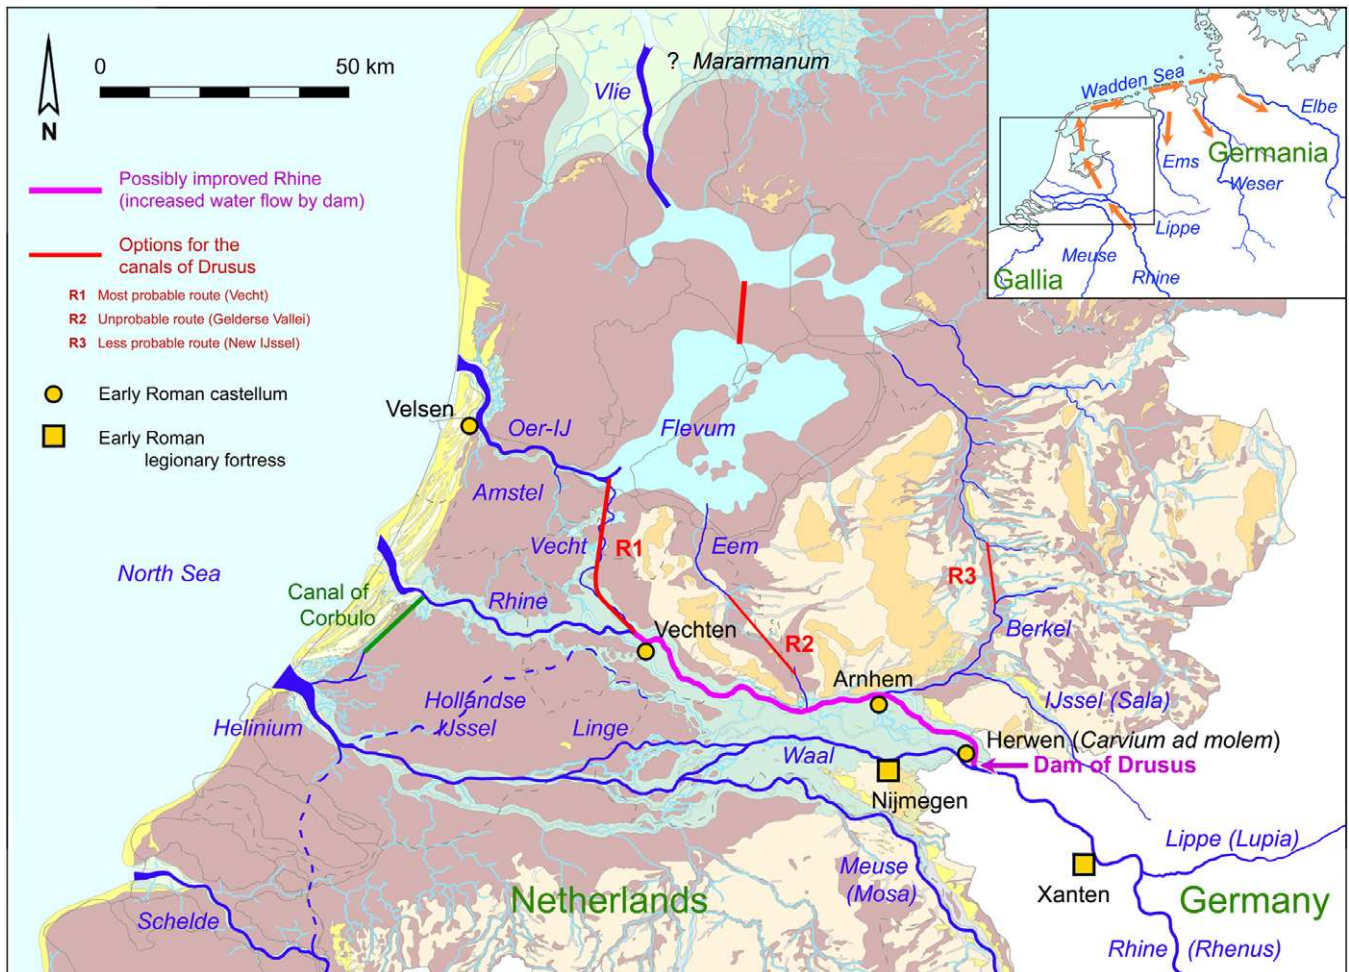 0 50 km
N
Possibly improved Rhine
(increased water flow by dam)
Options for the
canals of Drusus
R1 Most probable route (Vecht)
R2 Unprobable route (Gelderse Vallei)
R3 Less probable route (New IJssel)
Early Roman castellum
Early Roman
legionary fortress
? Mararmanum
Vlie
Wadden Sea
Elbe
Ems
Germania
Weser
Lippe
Meuse
Gallia
Rhine
Velsen
Oer-IJ
Flevum
Amstel
Vecht
R1
Eem
North Sea
R3
Canal of
Corbulo
Rhine
Vechten
Berkel
R2
Arnhem
Hollandse
IJssel
Helinium
Linge
IJssel (Sala)
Waal
Herwen (Carvium ad molem)
Dam of Drusus
Nijmegen
Lippe (Lupia)
Meuse
(Mosa)
Xanten
Netherlands
Germany
Schelde
Rhine (Rhenus)